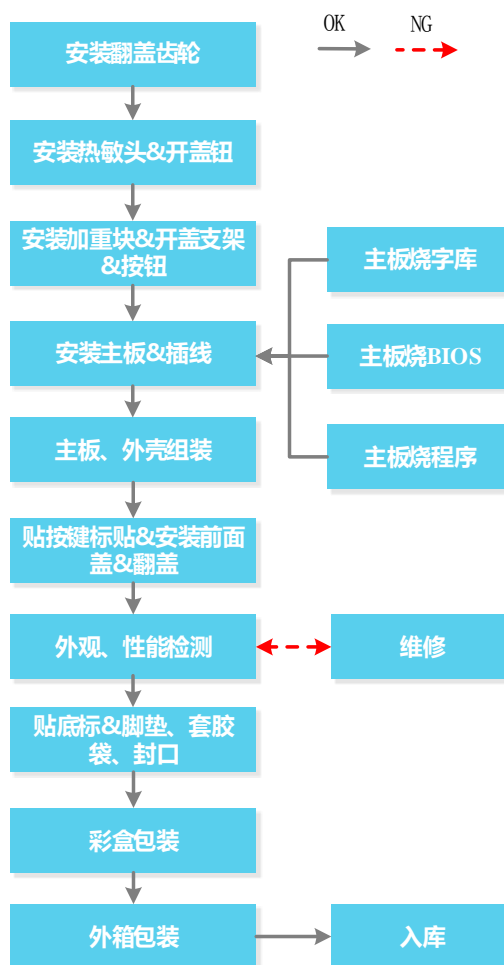 OK
NG
安装翻盖齿轮
安装热敏头&开盖钮
安装加重块&开盖支架
&按钮
主板烧字库
安装主板&插线
主板烧BIOS
主板、外壳组装
主板烧程序
贴按键标贴&安装前面
盖&翻盖
外观、性能检测
维修
贴底标&脚垫、套胶
袋、封口
彩盒包装
外箱包装
入库